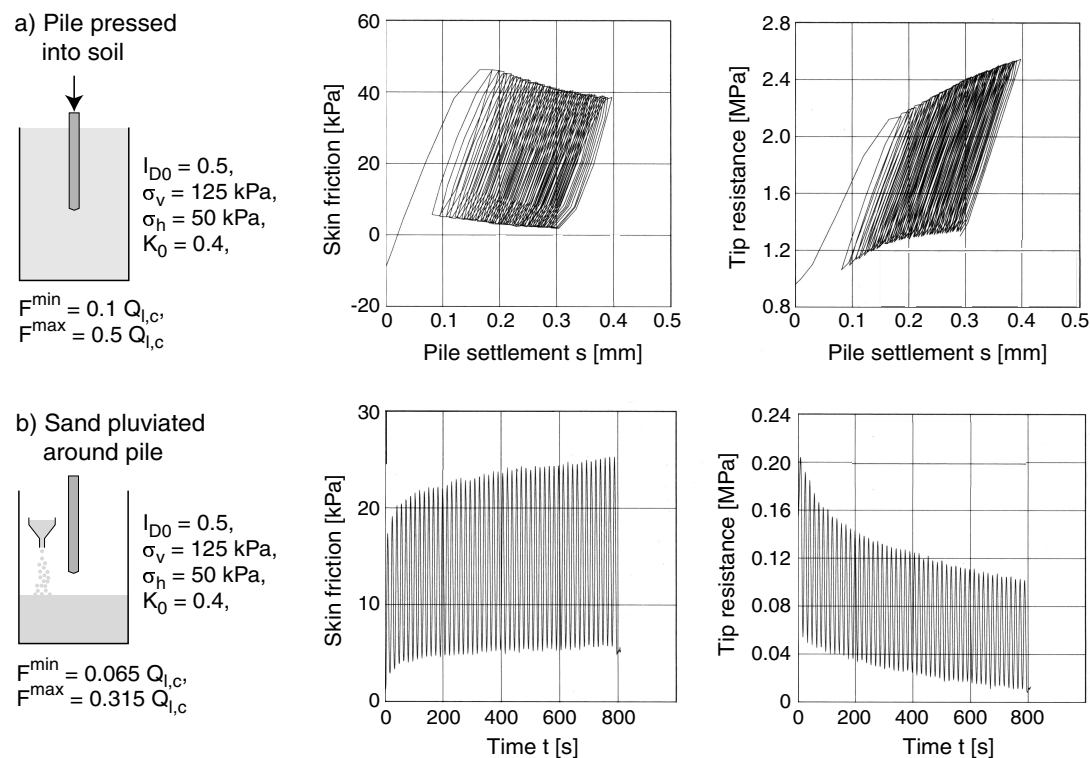 a) Pile pressed
into soil
I_D0 = 0.5,
σ_v = 125 kPa,
σ_h = 50 kPa,
K_0 = 0.4,
F^min = 0.1 Q_l,c,
F^max = 0.5 Q_l,c
Skin friction [kPa]
60
40
20
0
-20
0 0.1 0.2 0.3 0.4 0.5
Pile settlement s [mm]
Tip resistance [MPa]
2.8
2.4
2.0
1.6
1.2
0.8
0 0.1 0.2 0.3 0.4 0.5
Pile settlement s [mm]
b) Sand pluviated
around pile
I_D0 = 0.5,
σ_v = 125 kPa,
σ_h = 50 kPa,
K_0 = 0.4,
F^min = 0.065 Q_l,c,
F^max = 0.315 Q_l,c
Skin friction [kPa]
30
20
10
0
0 200 400 600 800
Time t [s]
Tip resistance [MPa]
0.24
0.20
0.16
0.12
0.08
0.04
0
0 200 400 600 800
Time t [s]